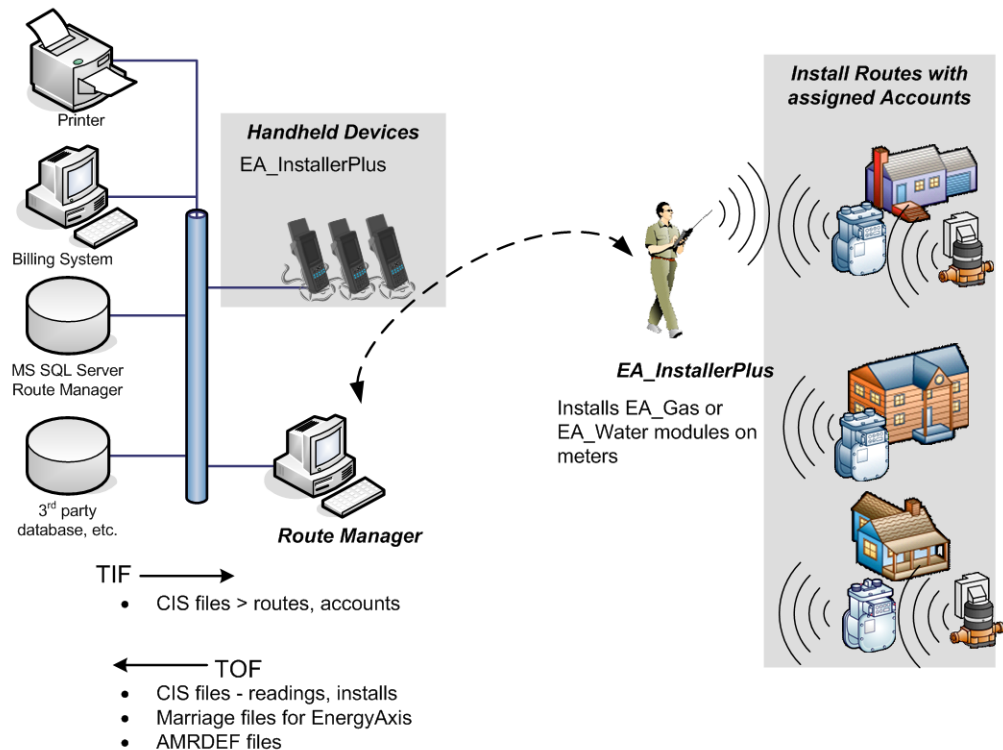 Printer
Billing System
MS SQL Server
Route Manager
3rd party
database, etc.
Handheld Devices
EA_InstallerPlus
Route Manager
EA_InstallerPlus
Installs EA_Gas or
EA_Water modules on
meters
Install Routes with
assigned Accounts
TIF
• CIS files > routes, accounts
TOF
• CIS files - readings, installs
• Marriage files for EnergyAxis
• AMRDEF files